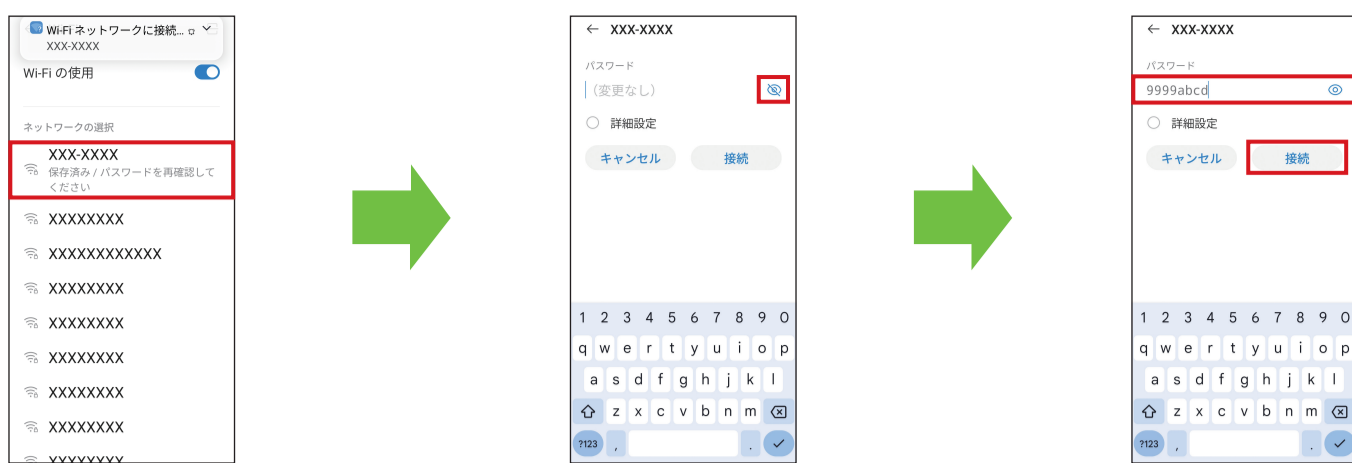 Wi-Fi ネットワークに接続...
XXX-XXXX
Wi-Fi の使用
ネットワークの選択
XXX-XXXX
保存済み / パスワードを再確認して
ください
XXXXXXXX
XXXXXXXXXXXX
XXXXXXXX
XXXXXXXX
XXXXXXXX
XXXXXXXX
XXXXXXXX
XXXXXXXX
← XXX-XXXX
パスワード
（変更なし）
詳細設定
キャンセル 接続
1 2 3 4 5 6 7 8 9 0
q w e r t y u i o p
a s d f g h j k l
z x c v b n m
?123 , .
← XXX-XXXX
パスワード
9999abcd
詳細設定
キャンセル 接続
1 2 3 4 5 6 7 8 9 0
q w e r t y u i o p
a s d f g h j k l
z x c v b n m
?123 , .